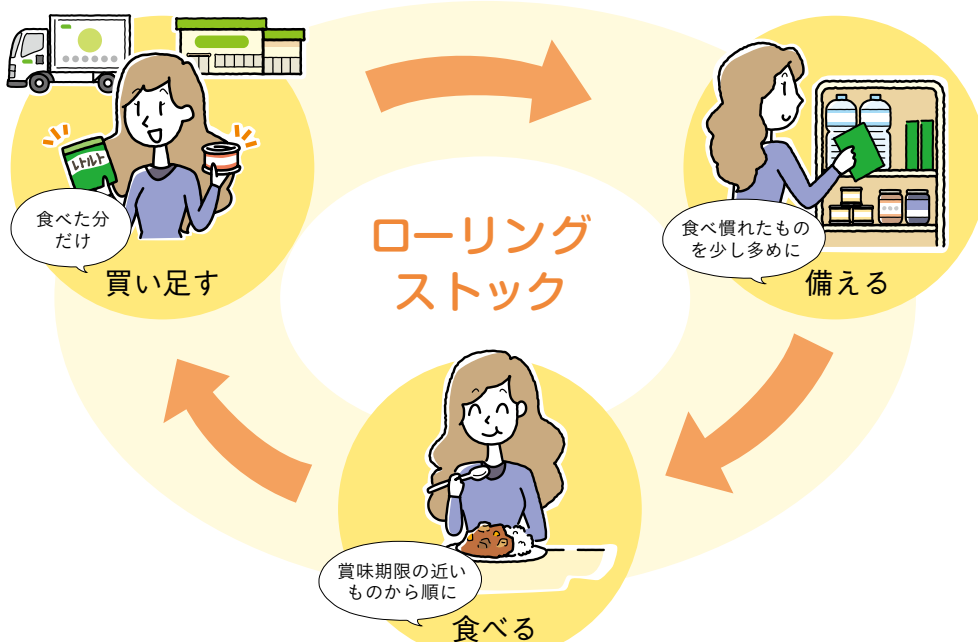 ローリング
ストック
レトルト
食べた分
だけ
買い足す
食べ慣れたもの
を少し多めに
備える
賞味期限の近い
ものから順に
食べる